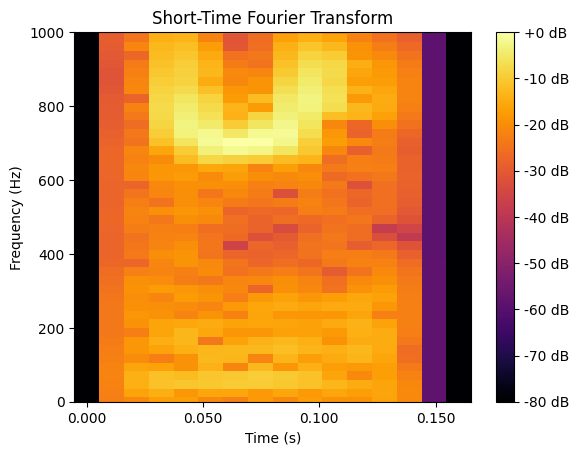 Short-Time Fourier Transform
1000
800
600
400
200
0
Frequency (Hz)
0.000
0.050
0.100
0.150
Time (s)
+0 dB
-10 dB
-20 dB
-30 dB
-40 dB
-50 dB
-60 dB
-70 dB
-80 dB